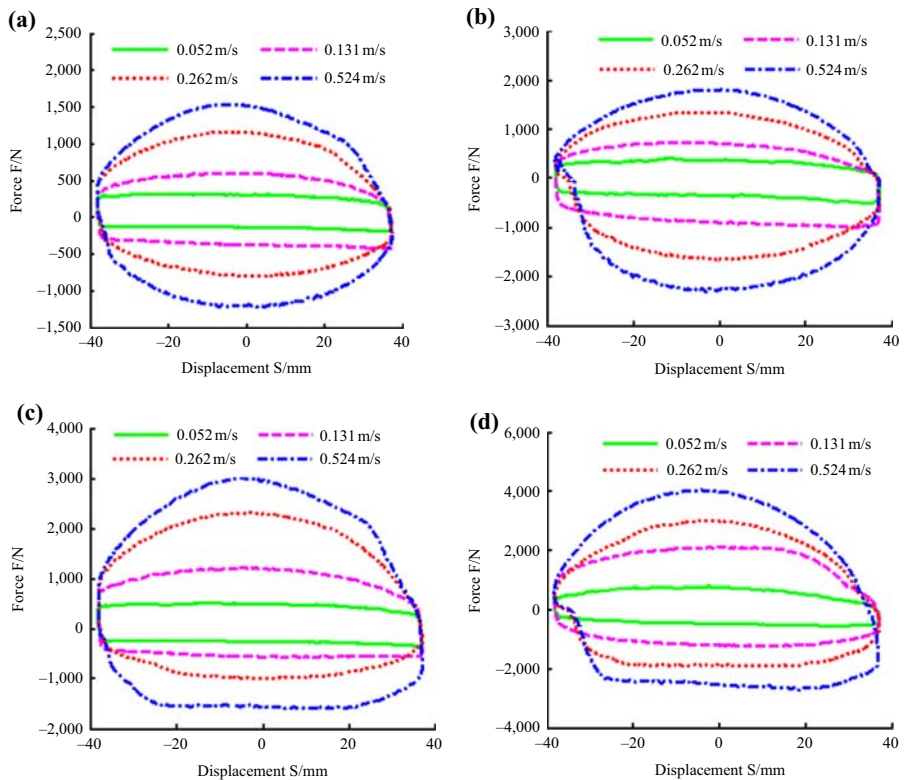 (a)
2,500
2,000
1,500
1,000
500
0
–500
–1,000
–1,500
Force F/N
0.052 m/s
0.131 m/s
0.262 m/s
0.524 m/s
–40
–20
0
20
40
Displacement S/mm
(b)
3,000
2,000
1,000
0
–1,000
–2,000
–3,000
Force F/N
0.052 m/s
0.131 m/s
0.262 m/s
0.524 m/s
–40
–20
0
20
40
Displacement S/mm
(c)
4,000
3,000
2,000
1,000
0
–1,000
–2,000
Force F/N
0.052 m/s
0.131 m/s
0.262 m/s
0.524 m/s
–40
–20
0
20
40
Displacement S/mm
(d)
6,000
4,000
2,000
0
–2,000
–4,000
Force F/N
0.052 m/s
0.131 m/s
0.262 m/s
0.524 m/s
–40
–20
0
20
40
Displacement S/mm